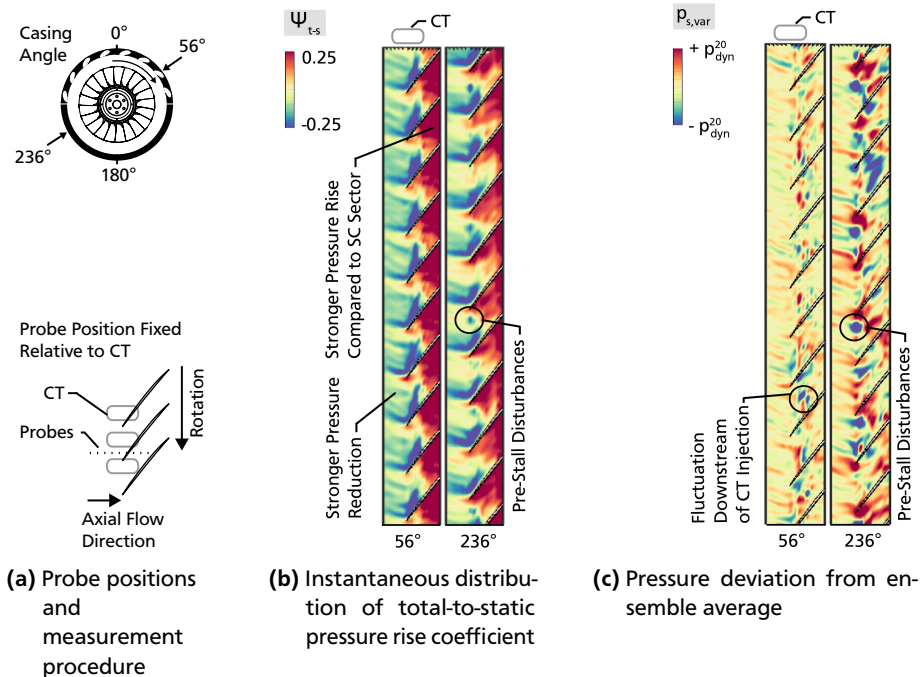 Casing
Angle
0°
56°
236°
180°
Probe Position Fixed
Relative to CT
CT
Probes
Rotation
Axial Flow
Direction
(a) Probe positions
and
measurement
procedure
Ψt-s
CT
0.25
-0.25
Stronger Pressure Rise
Compared to SC Sector
Stronger Pressure
Reduction
Pre-Stall Disturbances
56°
236°
(b) Instantaneous distribu-
tion of total-to-static
pressure rise coefficient
ps,var
CT
+ p20dyn
- p20dyn
Fluctuation
Downstream
of CT Injection
Pre-Stall Disturbances
56°
236°
(c) Pressure deviation from en-
semble average